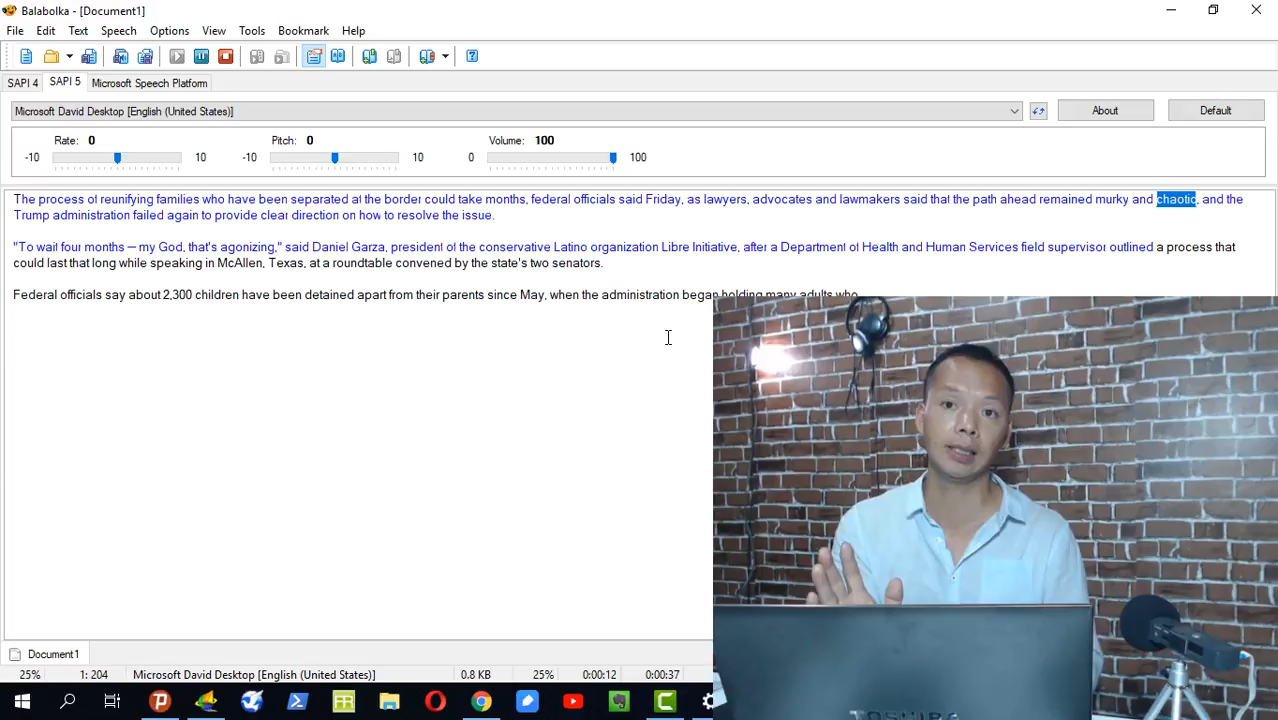 Balabolka - [Document1]
File Edit Text Speech Options View Tools Bookmark Help
SAPI 4 SAPI 5 Microsoft Speech Platform
Microsoft David Desktop [English (United States)] About Default
Rate: 0 Pitch: 0 Volume: 100
-10 10 -10 10 0 100
The process of reunifying families who have been separated at the border could take months, federal officials said Friday, as lawyers, advocates and lawmakers said that the path ahead remained murky and chaotic, and the
Trump administration failed again to provide clear direction on how to resolve the issue.
"To wait four months — my God, that's agonizing," said Daniel Garza, president of the conservative Latino organization Libre Initiative, after a Department of Health and Human Services field supervisor outlined a process that
could last that long while speaking in McAllen, Texas, at a roundtable convened by the state's two senators.
Federal officials say about 2,300 children have been detained apart from their parents since May, when the administration began holding many adults who
Document1
25% 1: 204 Microsoft David Desktop [English (United States)] 0.8 KB 25% 0:00:12 0:00:37
TOSHIBA